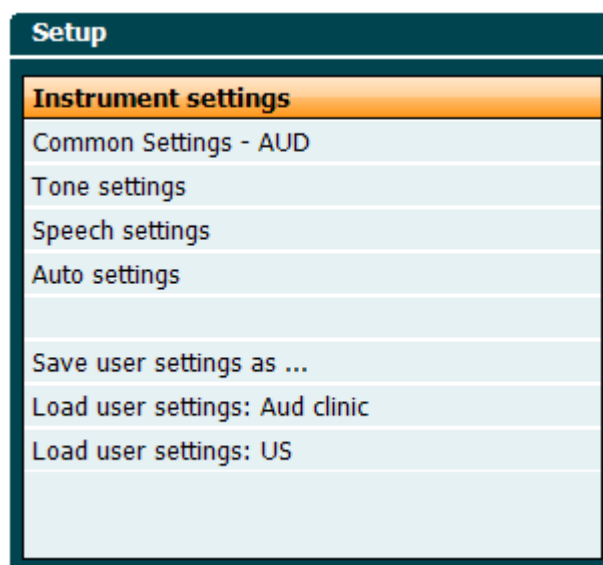 Setup
Instrument settings
Common Settings - AUD
Tone settings
Speech settings
Auto settings
Save user settings as ...
Load user settings: Aud clinic
Load user settings: US